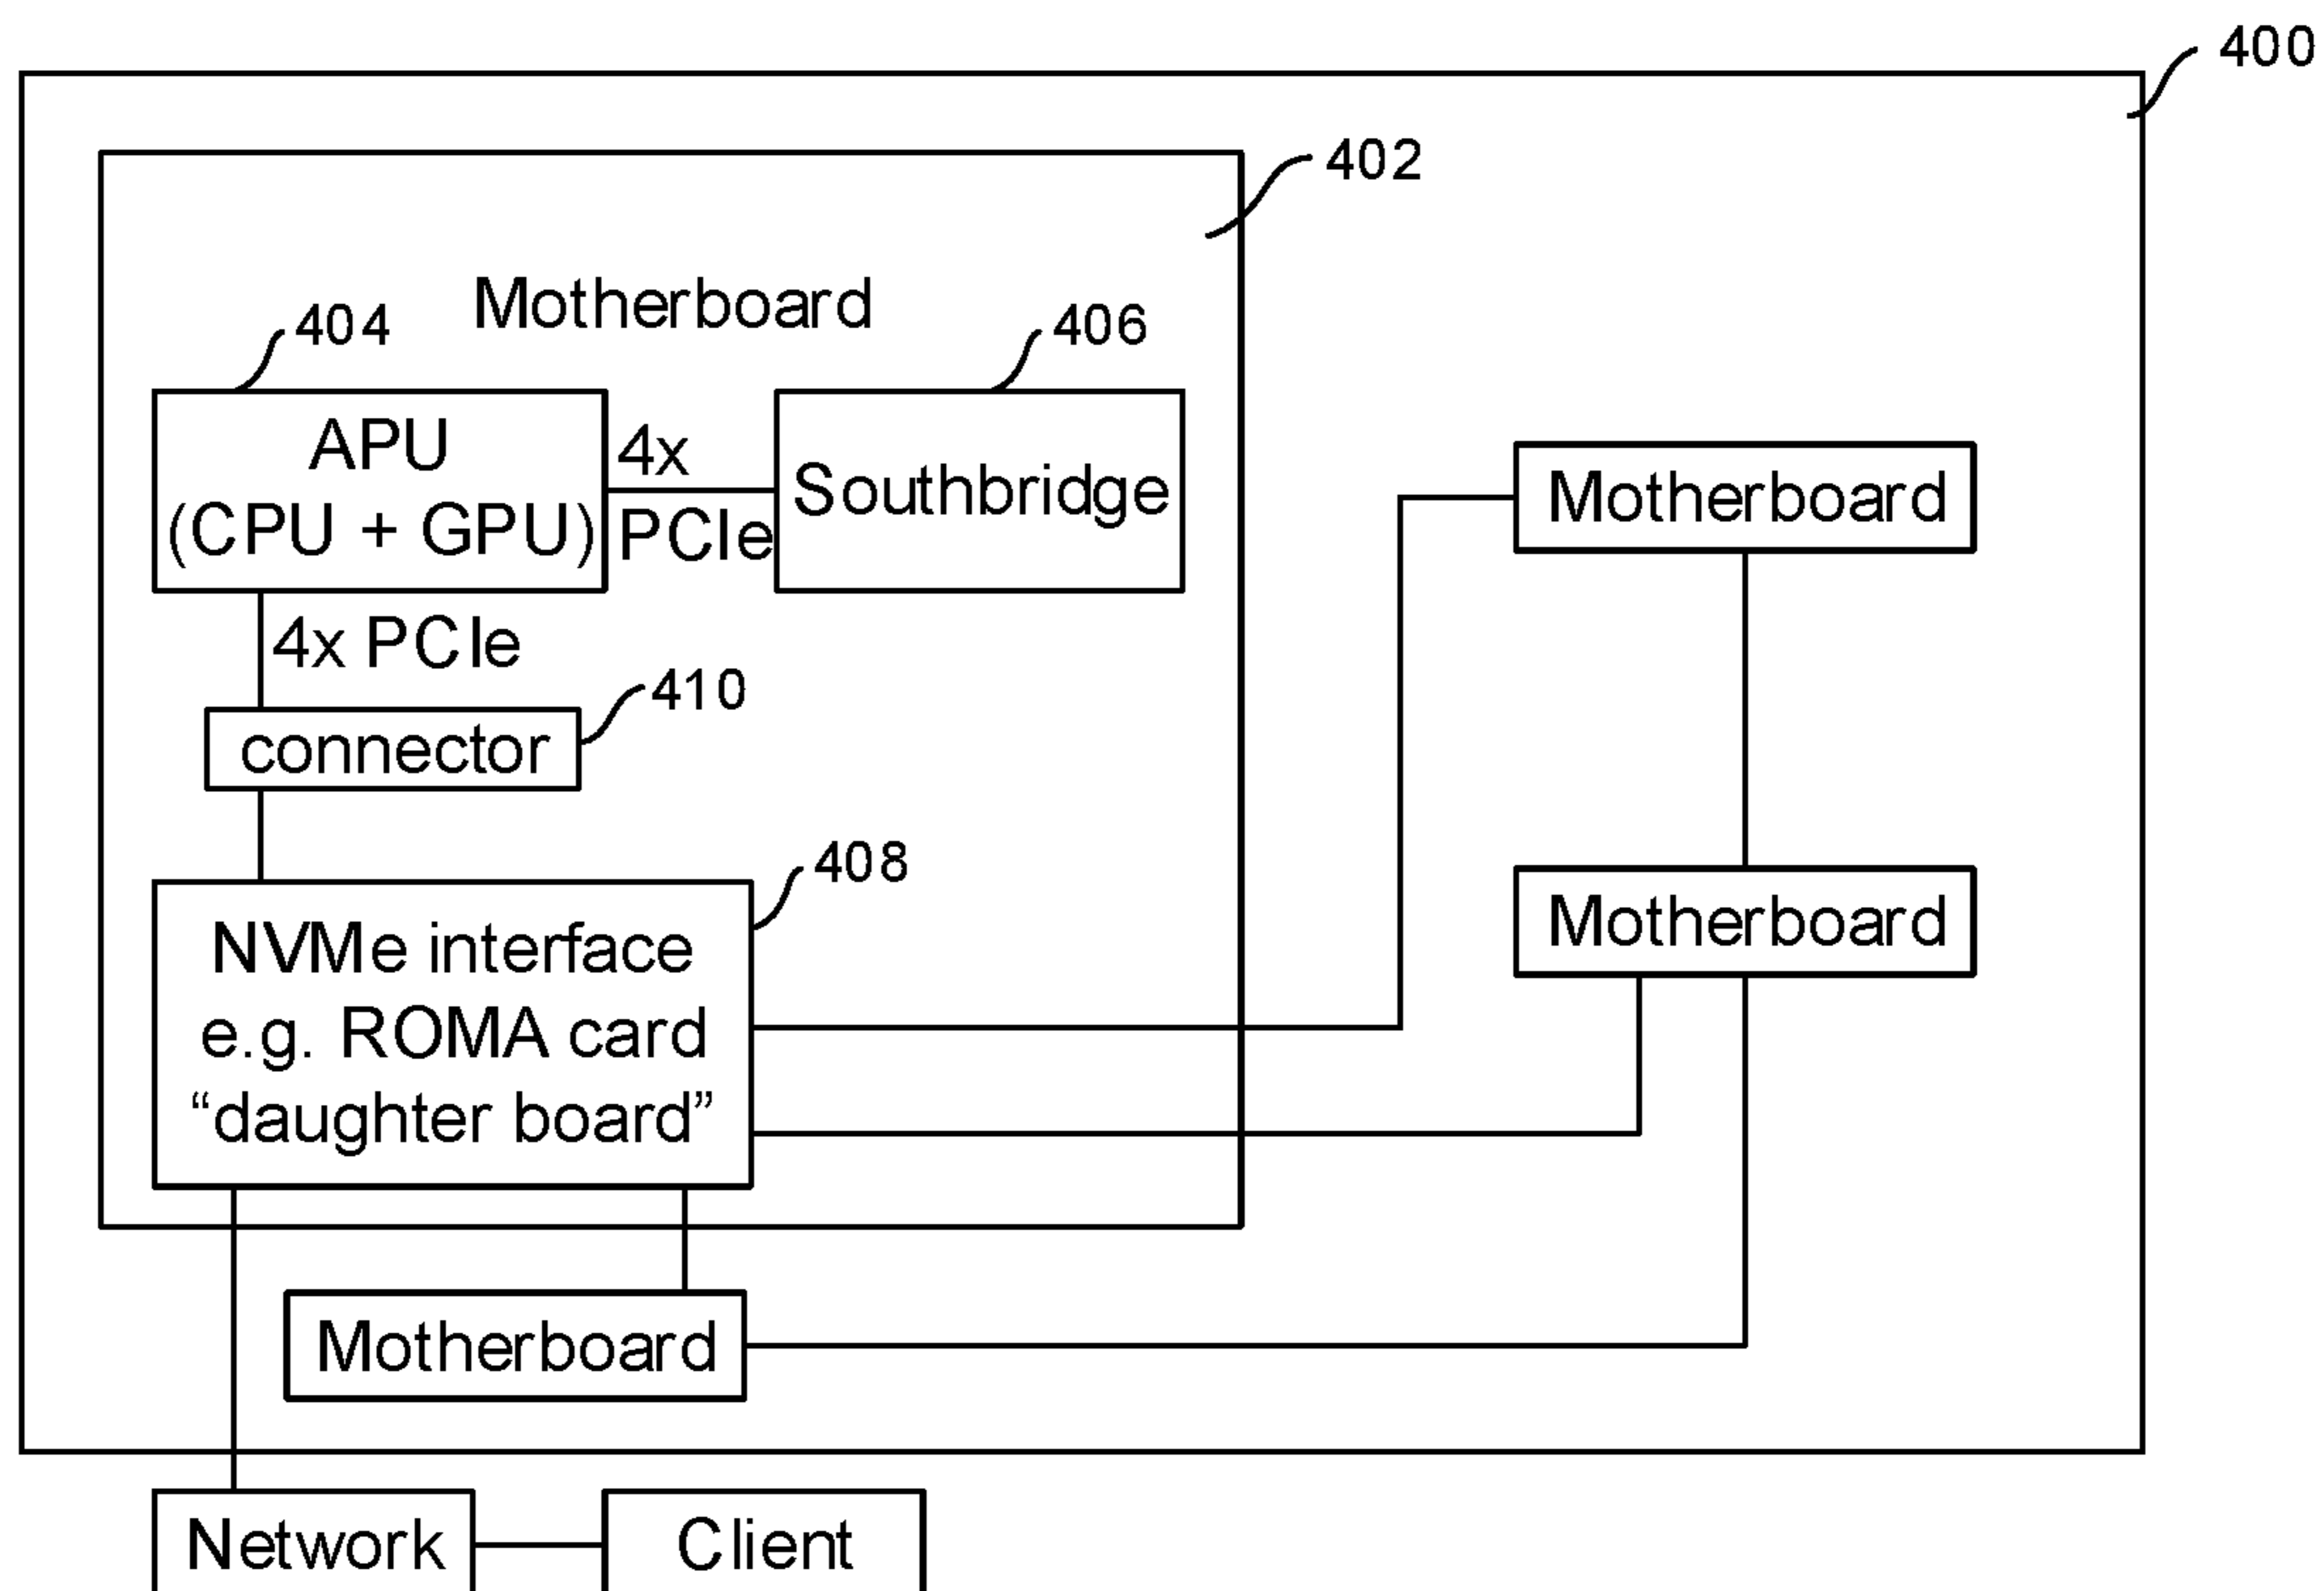 400
402
Motherboard
404
406
APU
(CPU + GPU)
4x
PCIe
Southbridge
Motherboard
4x PCIe
410
connector
408
NVMe interface
e.g. ROMA card
“daughter board”
Motherboard
Motherboard
Network
Client